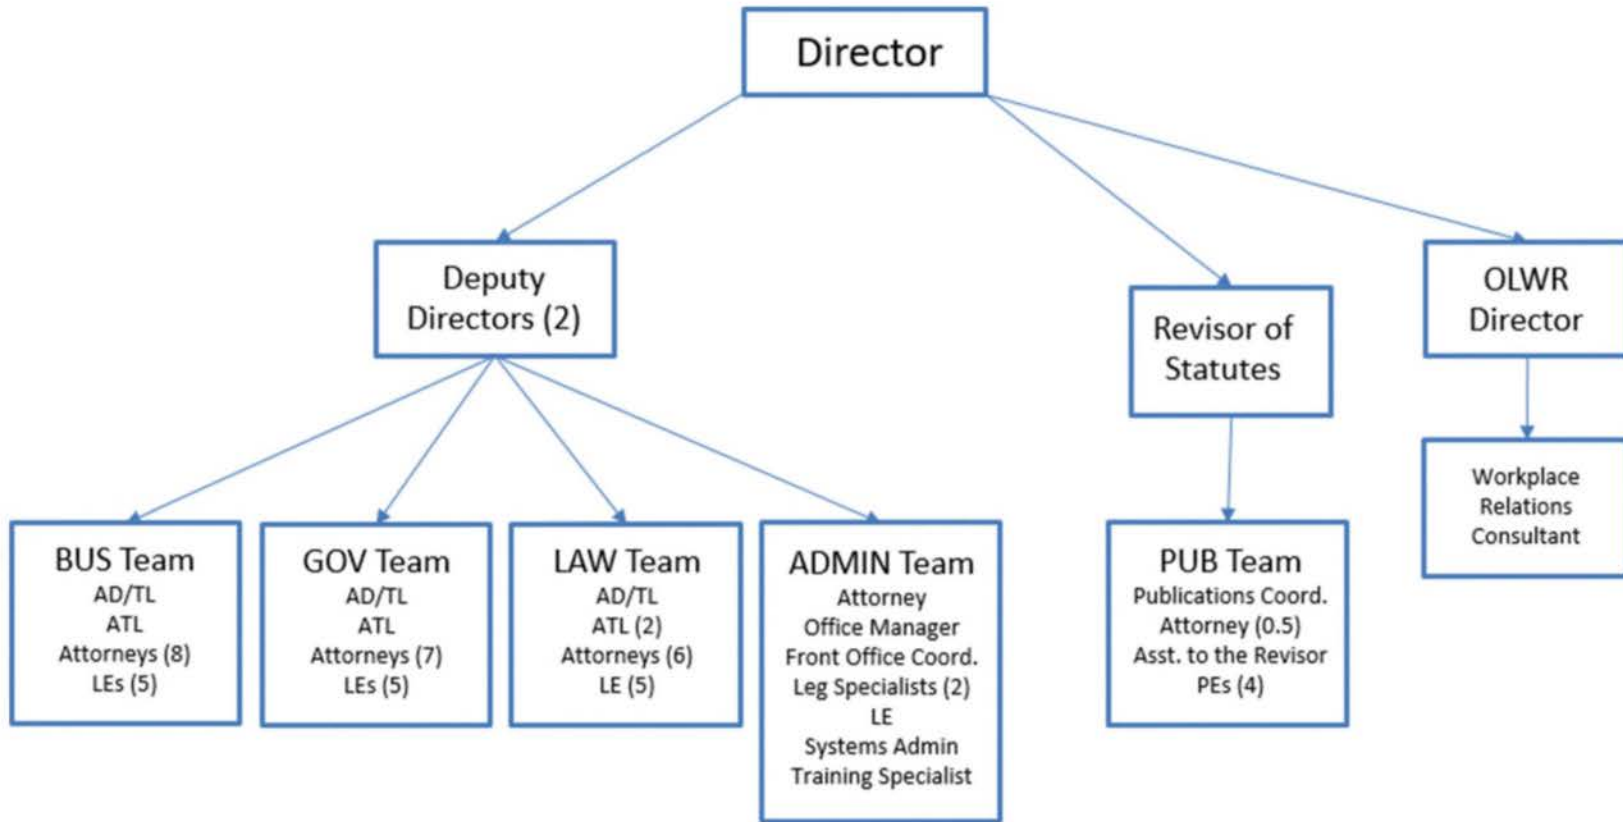 Director
Deputy
Directors (2)
Revisor of
Statutes
OLWR
Director
Workplace
Relations
Consultant
BUS Team
AD/TL
ATL
Attorneys (8)
LEs (5)
GOV Team
AD/TL
ATL
Attorneys (7)
LEs (5)
LAW Team
AD/TL
ATL (2)
Attorneys (6)
LE (5)
ADMIN Team
Attorney
Office Manager
Front Office Coord.
Leg Specialists (2)
LE
Systems Admin
Training Specialist
PUB Team
Publications Coord.
Attorney (0.5)
Asst. to the Revisor
PEs (4)